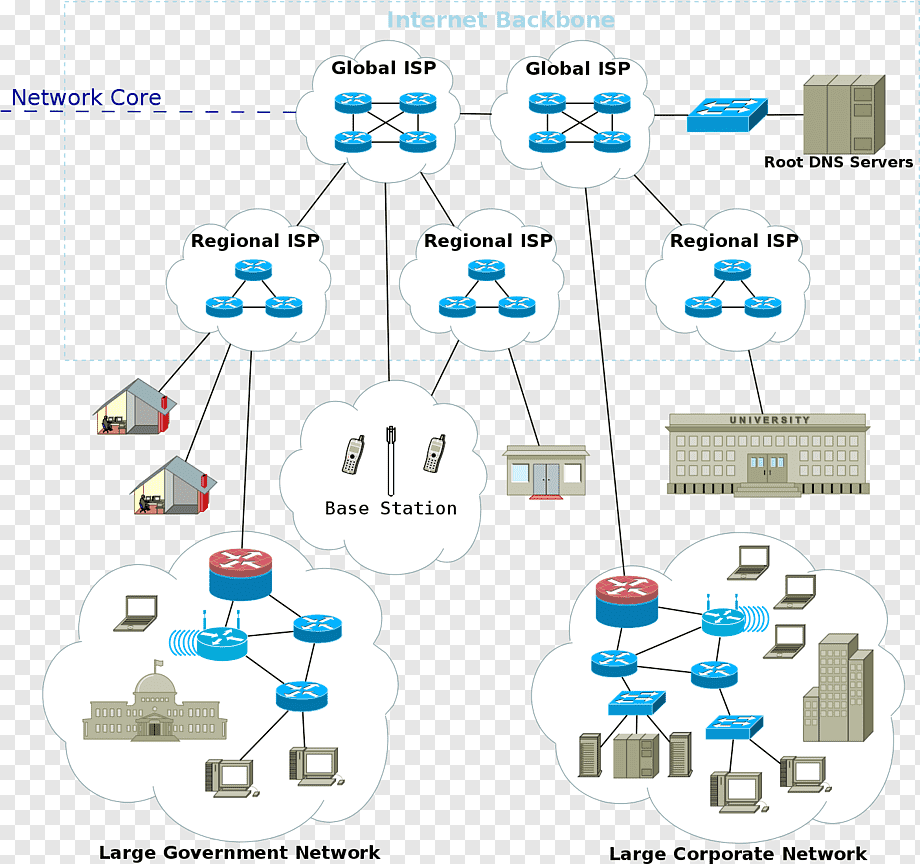 Internet Backbone
Global ISP
Global ISP
Network Core
Root DNS Servers
Regional ISP
Regional ISP
Regional ISP
UNIVERSITY
Base Station
Large Government Network
Large Corporate Network